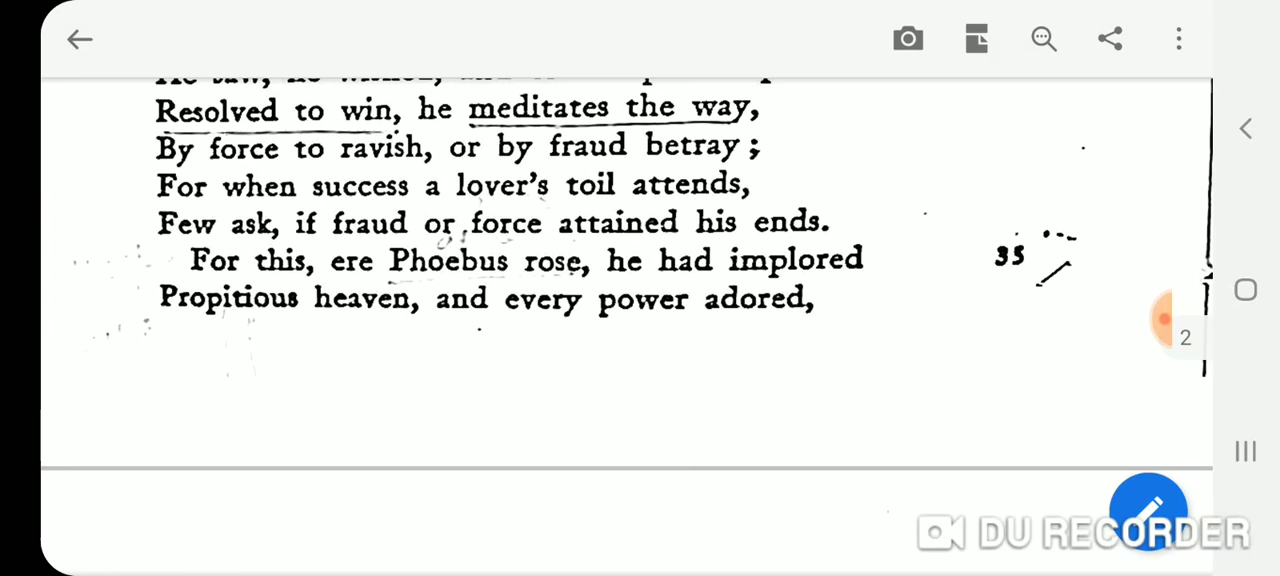 Resolved to win, he meditates the way,
By force to ravish, or by fraud betray;
For when success a lover's toil attends,
Few ask, if fraud or force attained his ends.
For this, ere Phoebus rose, he had implored 35
Propitious heaven, and every power adored,
2
DU RECORDER